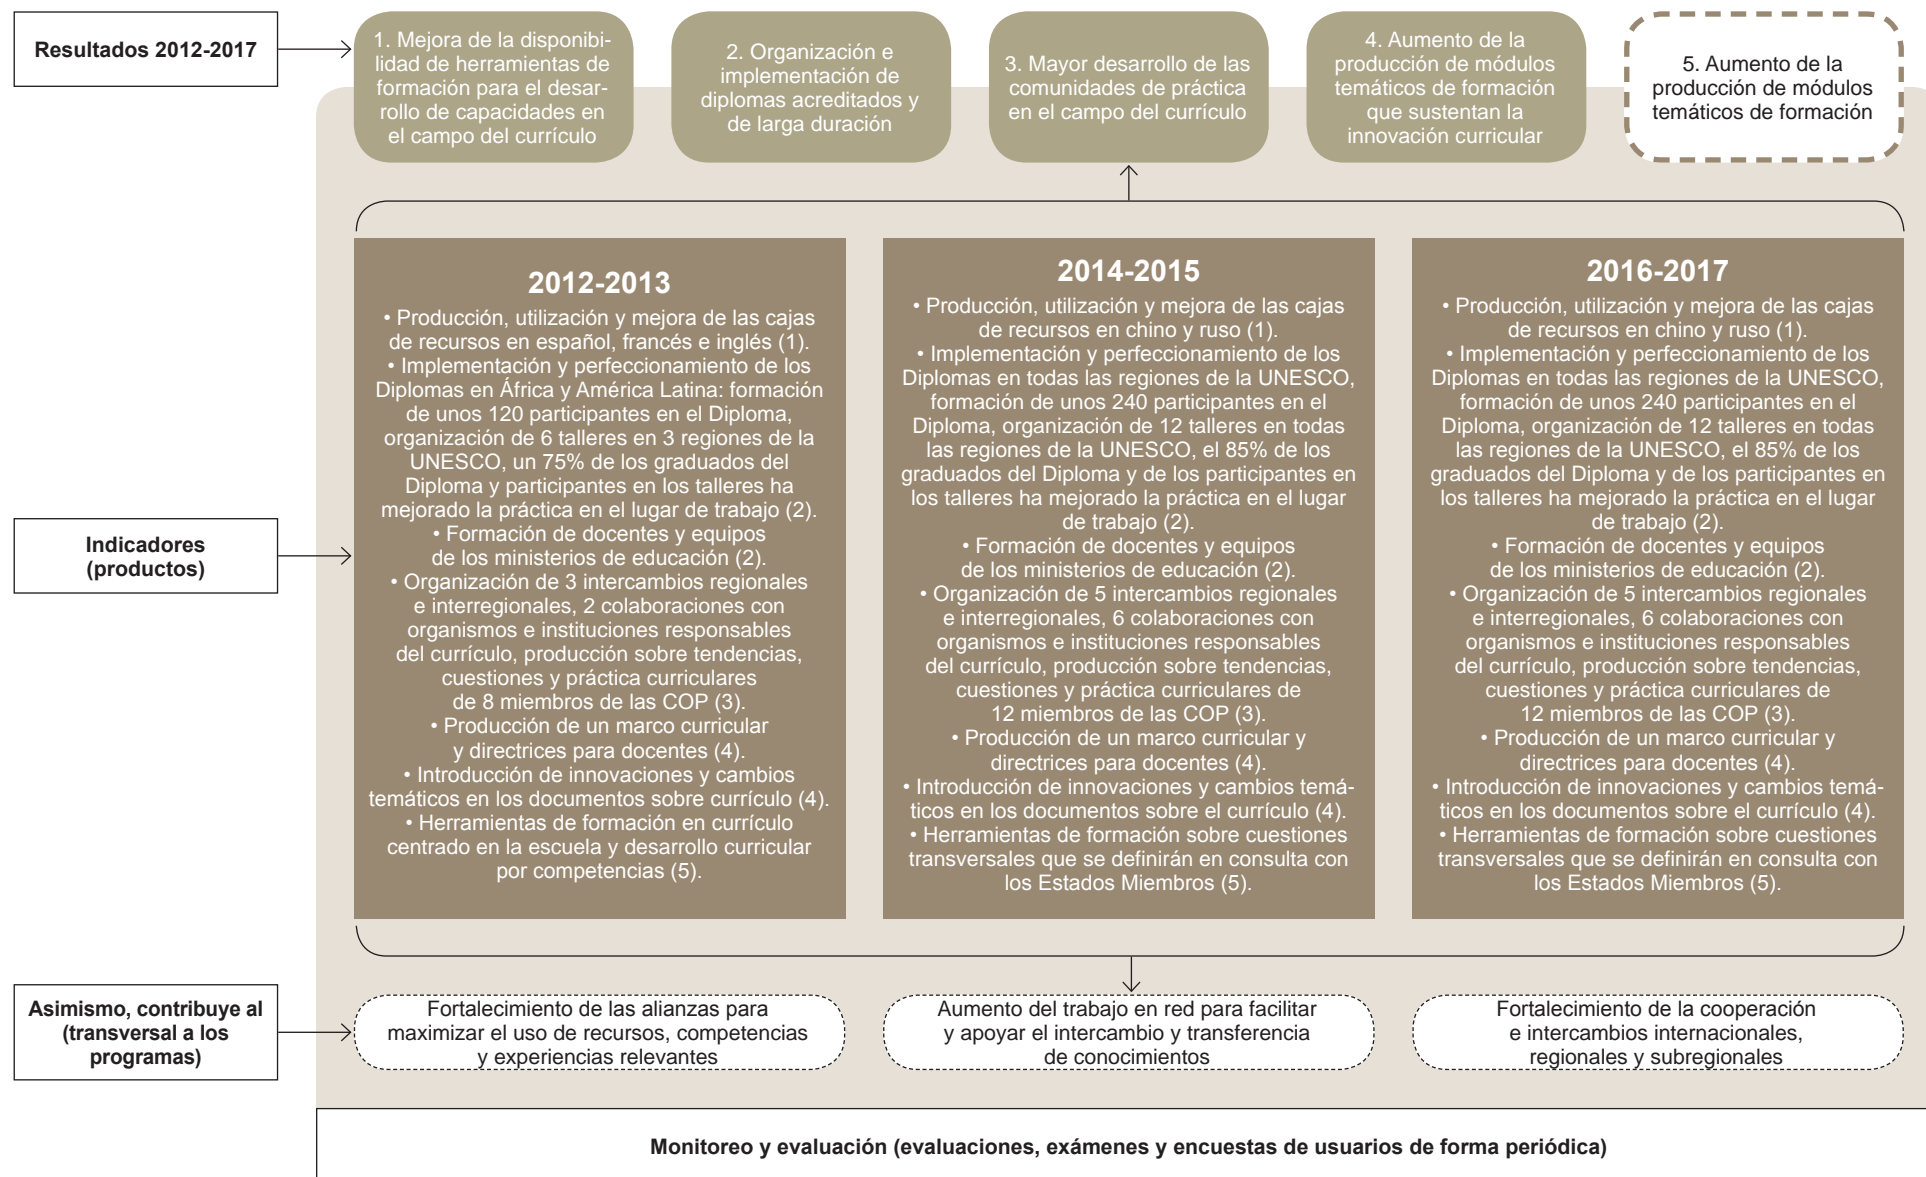 Resultados 2012-2017
1. Mejora de la disponibi-
lidad de herramientas de
formación para el desar-
rollo de capacidades en
el campo del currículo
2. Organización e
implementación de
diplomas acreditados y
de larga duración
3. Mayor desarrollo de las
comunidades de práctica
en el campo del currículo
4. Aumento de la
producción de módulos
temáticos de formación
que sustentan la
innovación curricular
5. Aumento de la
producción de módulos
temáticos de formación
Indicadores
(productos)
2012-2013
• Producción, utilización y mejora de las cajas
de recursos en español, francés e inglés (1).
• Implementación y perfeccionamiento de los
Diplomas en África y América Latina: formación
de unos 120 participantes en el Diploma,
organización de 6 talleres en 3 regiones de la
UNESCO, un 75% de los graduados del
Diploma y participantes en los talleres ha
mejorado la práctica en el lugar de trabajo (2).
• Formación de docentes y equipos
de los ministerios de educación (2).
• Organización de 3 intercambios regionales
e interregionales, 2 colaboraciones con
organismos e instituciones responsables
del currículo, producción sobre tendencias,
cuestiones y práctica curriculares
de 8 miembros de las COP (3).
• Producción de un marco curricular
y directrices para docentes (4).
• Introducción de innovaciones y cambios
temáticos en los documentos sobre currículo (4).
• Herramientas de formación en currículo
centrado en la escuela y desarrollo curricular
por competencias (5).
2014-2015
• Producción, utilización y mejora de las cajas
de recursos en chino y ruso (1).
• Implementación y perfeccionamiento de los
Diplomas en todas las regiones de la UNESCO,
formación de unos 240 participantes en el
Diploma, organización de 12 talleres en todas
las regiones de la UNESCO, el 85% de los
graduados del Diploma y de los participantes en
los talleres ha mejorado la práctica en el lugar
de trabajo (2).
• Formación de docentes y equipos
de los ministerios de educación (2).
• Organización de 5 intercambios regionales
e interregionales, 6 colaboraciones con
organismos e instituciones responsables
del currículo, producción sobre tendencias,
cuestiones y práctica curriculares de
12 miembros de las COP (3).
• Producción de un marco curricular y
directrices para docentes (4).
• Introducción de innovaciones y cambios temá-
ticos en los documentos sobre el currículo (4).
• Herramientas de formación sobre cuestiones
transversales que se definirán en consulta con
los Estados Miembros (5).
2016-2017
• Producción, utilización y mejora de las cajas
de recursos en chino y ruso (1).
• Implementación y perfeccionamiento de los
Diplomas en todas las regiones de la UNESCO,
formación de unos 240 participantes en el
Diploma, organización de 12 talleres en todas
las regiones de la UNESCO, el 85% de los
graduados del Diploma y de los participantes en
los talleres ha mejorado la práctica en el lugar
de trabajo (2).
• Formación de docentes y equipos
de los ministerios de educación (2).
• Organización de 5 intercambios regionales
e interregionales, 6 colaboraciones con
organismos e instituciones responsables
del currículo, producción sobre tendencias,
cuestiones y práctica curriculares de
12 miembros de las COP (3).
• Producción de un marco curricular y
directrices para docentes (4).
• Introducción de innovaciones y cambios temá-
ticos en los documentos sobre el currículo (4).
• Herramientas de formación sobre cuestiones
transversales que se definirán en consulta con
los Estados Miembros (5).
Asimismo, contribuye al
(transversal a los
programas)
Fortalecimiento de las alianzas para
maximizar el uso de recursos, competencias
y experiencias relevantes
Aumento del trabajo en red para facilitar
y apoyar el intercambio y transferencia
de conocimientos
Fortalecimiento de la cooperación
e intercambios internacionales,
regionales y subregionales
Monitoreo y evaluación (evaluaciones, exámenes y encuestas de usuarios de forma periódica)